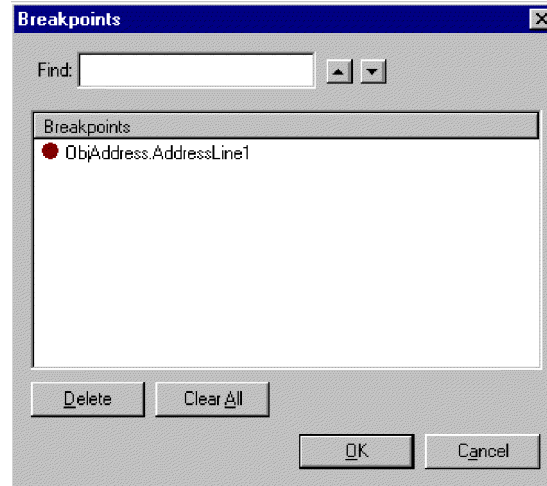 Breakpoints
Find:
Breakpoints
ObjAddress.AddressLine1
Delete Clear All
OK Cancel